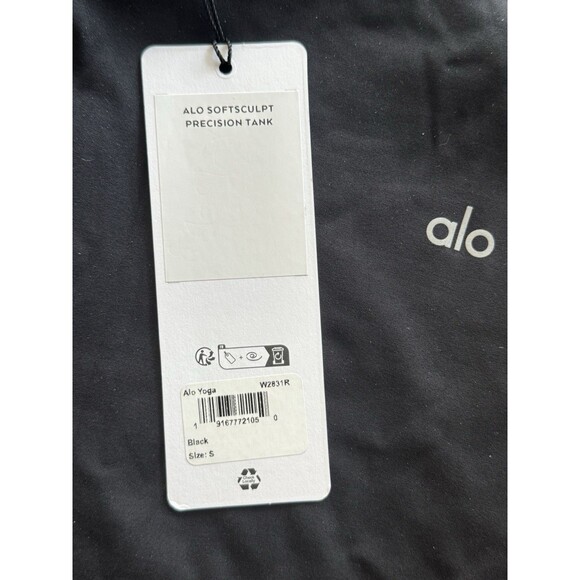 ALO SOFTSCULPT
PRECISION TANK
alo
Alo Yoga W2831R
1 9167772105 0
Black
Size: S